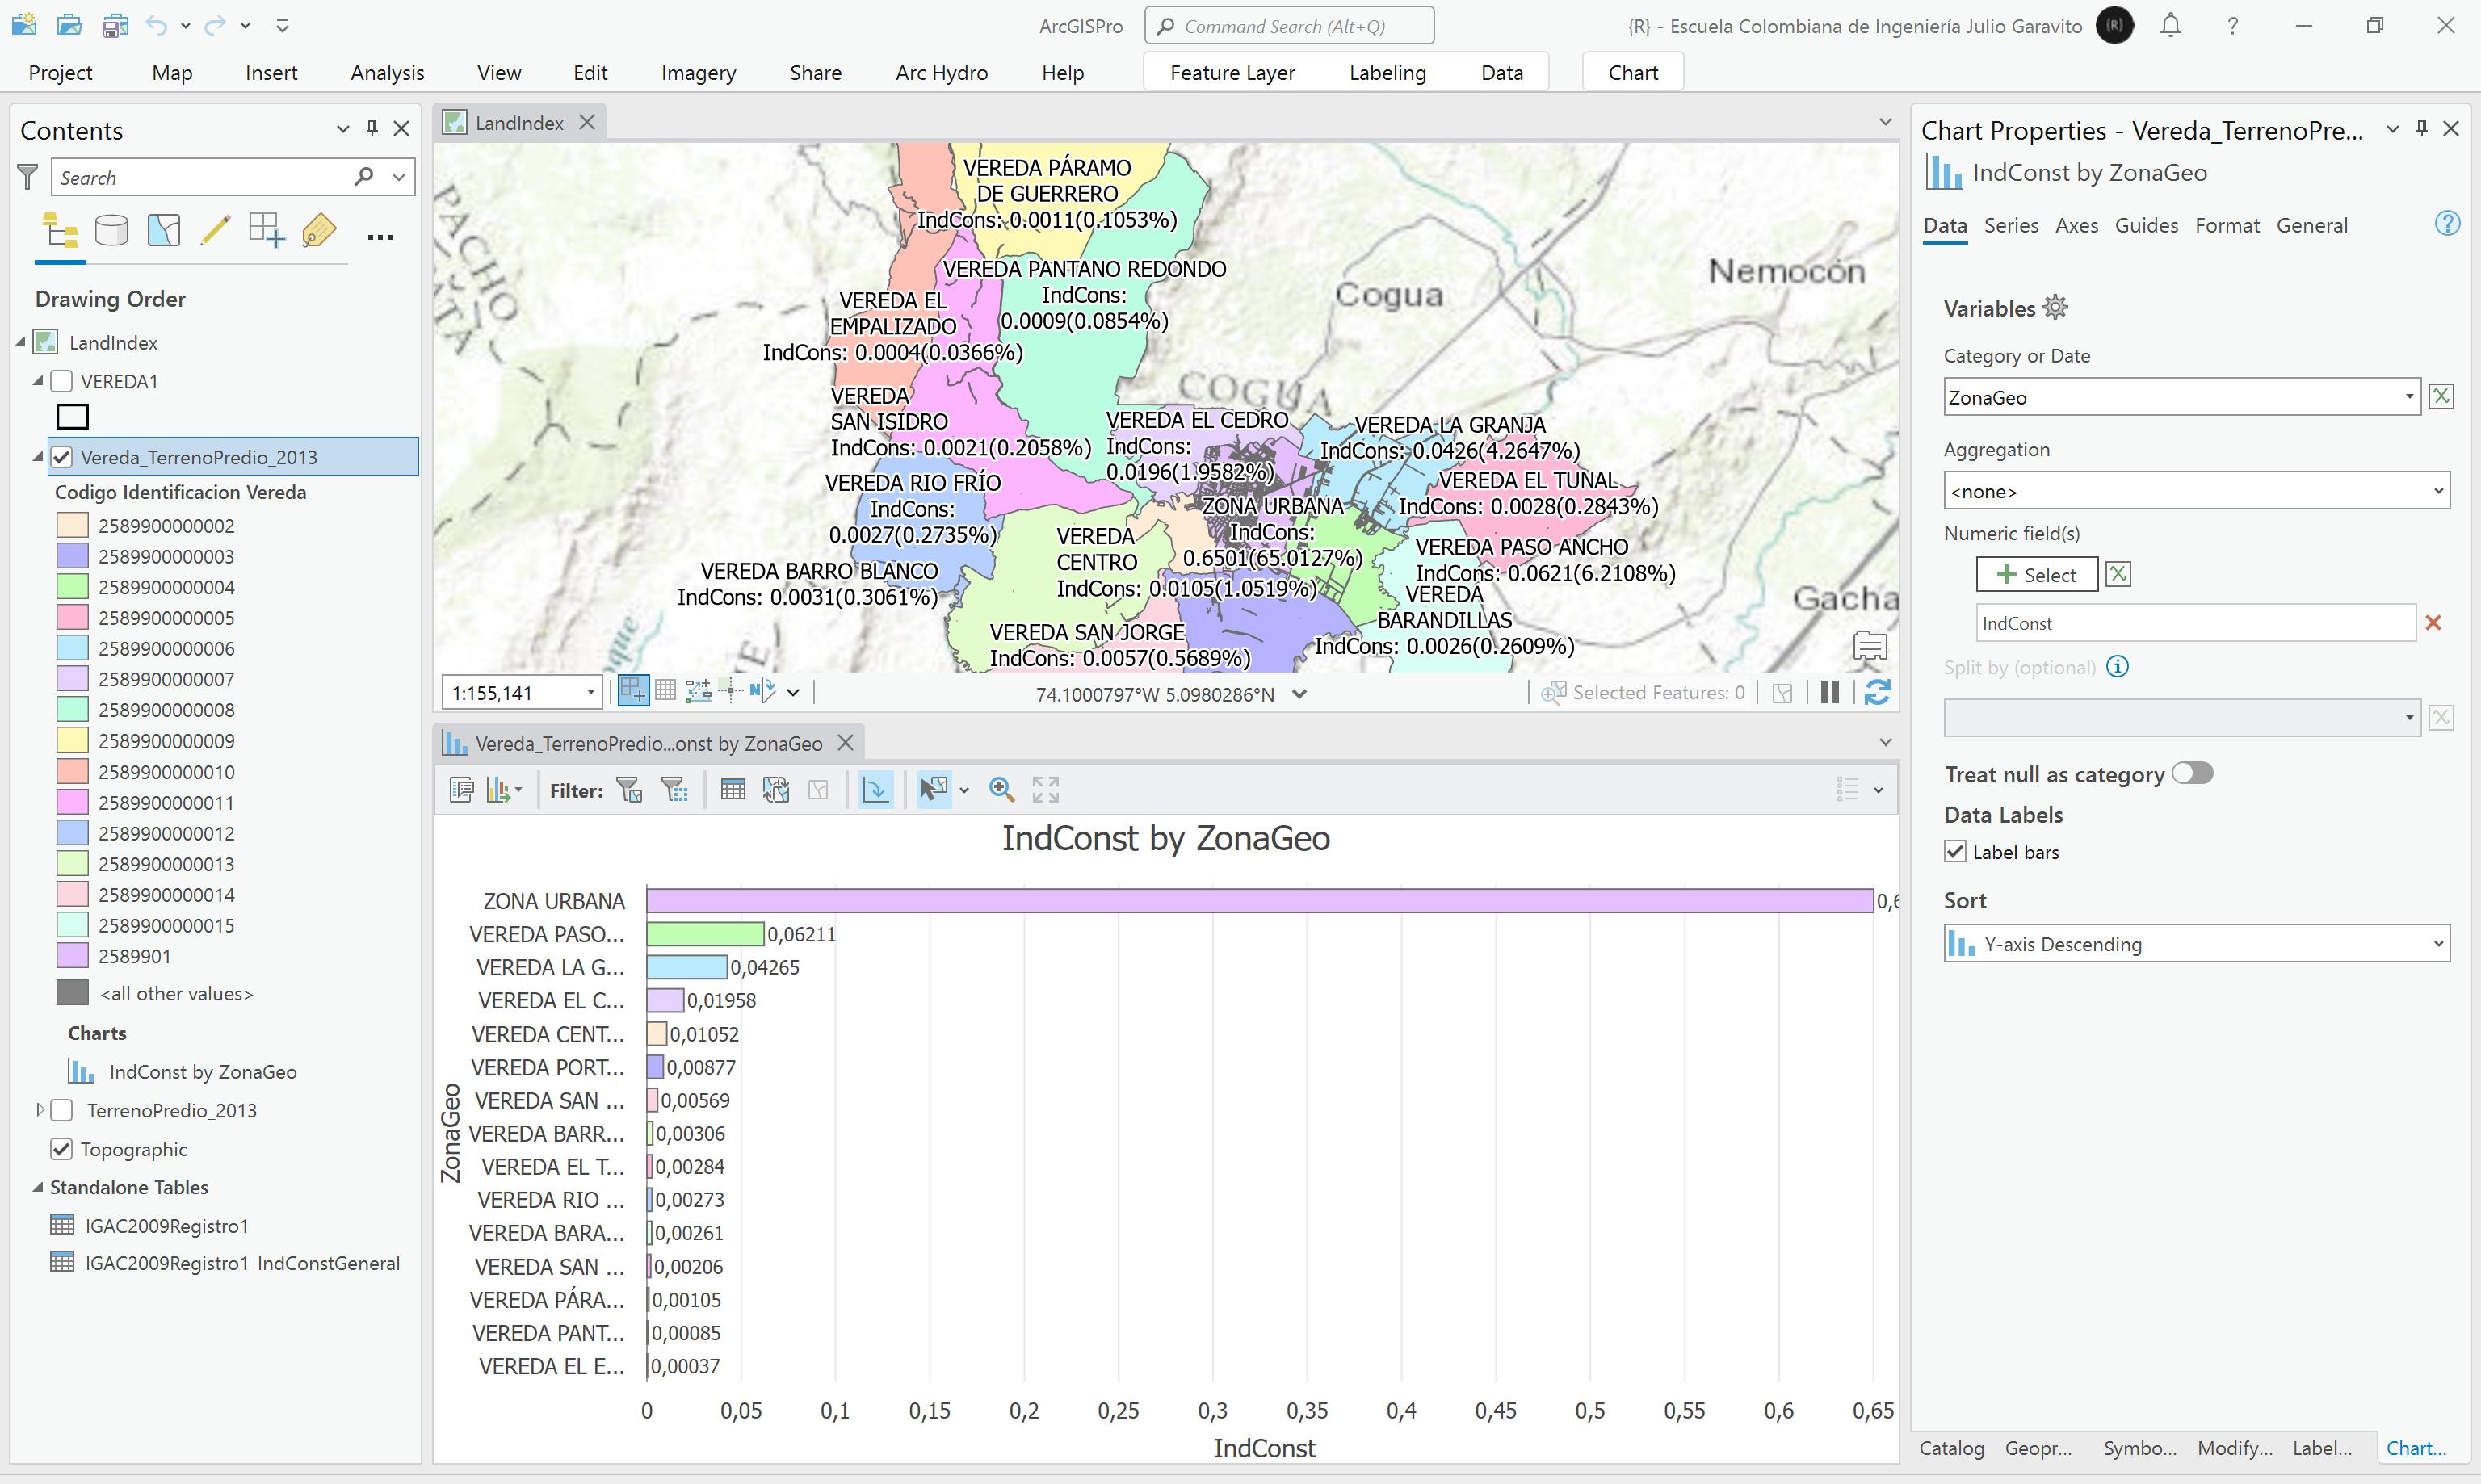 ArcGISPro
Command Search (Alt+Q)
{R} - Escuela Colombiana de Ingeniería Julio Garavito
{R}
?
Project Map Insert Analysis View Edit Imagery Share Arc Hydro Help Feature Layer Labeling Data Chart
Contents
Search
Drawing Order
LandIndex
VEREDA1
Vereda_TerrenoPredio_2013
Codigo Identificacion Vereda
2589900000002
2589900000003
2589900000004
2589900000005
2589900000006
2589900000007
2589900000008
2589900000009
2589900000010
2589900000011
2589900000012
2589900000013
2589900000014
2589900000015
2589901
<all other values>
Charts
IndConst by ZonaGeo
TerrenoPredio_2013
Topographic
Standalone Tables
IGAC2009Registro1
IGAC2009Registro1_IndConstGeneral
LandIndex
PACHO
VEREDA PÁRAMO
DE GUERRERO
IndCons: 0.0011(0.1053%)
VEREDA PANTANO REDONDO
IndCons:
0.0009(0.0854%)
VEREDA EL
EMPALIZADO
IndCons: 0.0004(0.0366%)
Cogua
Nemocón
COGUA
VEREDA
SAN ISIDRO
IndCons: 0.0021(0.2058%)
VEREDA EL CEDRO
IndCons:
0.0196(1.9582%)
VEREDA LA GRANJA
IndCons: 0.0426(4.2647%)
VEREDA RIO FRÍO
IndCons:
0.0027(0.2735%)
VEREDA EL TUNAL
IndCons: 0.0028(0.2843%)
ZONA URBANA
IndCons:
0.6501(65.0127%)
VEREDA
CENTRO
IndCons: 0.0105(1.0519%)
VEREDA PASO ANCHO
IndCons: 0.0621(6.2108%)
VEREDA BARRO BLANCO
IndCons: 0.0031(0.3061%)
VEREDA
BARANDILLAS
IndCons: 0.0026(0.2609%)
Gacha
VEREDA SAN JORGE
IndCons: 0.0057(0.5689%)
1:155,141
N
74.1000797°W 5.0980286°N
Selected Features: 0
Vereda_TerrenoPredio...onst by ZonaGeo
Filter:
IndConst by ZonaGeo
ZonaGeo
ZONA URBANA 0,6
VEREDA PASO... 0,06211
VEREDA LA G... 0,04265
VEREDA EL C... 0,01958
VEREDA CENT... 0,01052
VEREDA PORT... 0,00877
VEREDA SAN ... 0,00569
VEREDA BARR... 0,00306
VEREDA EL T... 0,00284
VEREDA RIO ... 0,00273
VEREDA BARA... 0,00261
VEREDA SAN ... 0,00206
VEREDA PÁRA... 0,00105
VEREDA PANT... 0,00085
VEREDA EL E... 0,00037
0 0,05 0,1 0,15 0,2 0,25 0,3 0,35 0,4 0,45 0,5 0,55 0,6 0,65
IndConst
Chart Properties - Vereda_TerrenoPre...
IndConst by ZonaGeo
Data Series Axes Guides Format General
?
Variables
Category or Date
ZonaGeo
Aggregation
<none>
Numeric field(s)
Select
IndConst
Split by (optional)
Treat null as category
Data Labels
Label bars
Sort
Y-axis Descending
Catalog Geopr... Symbo... Modify... Label... Chart...